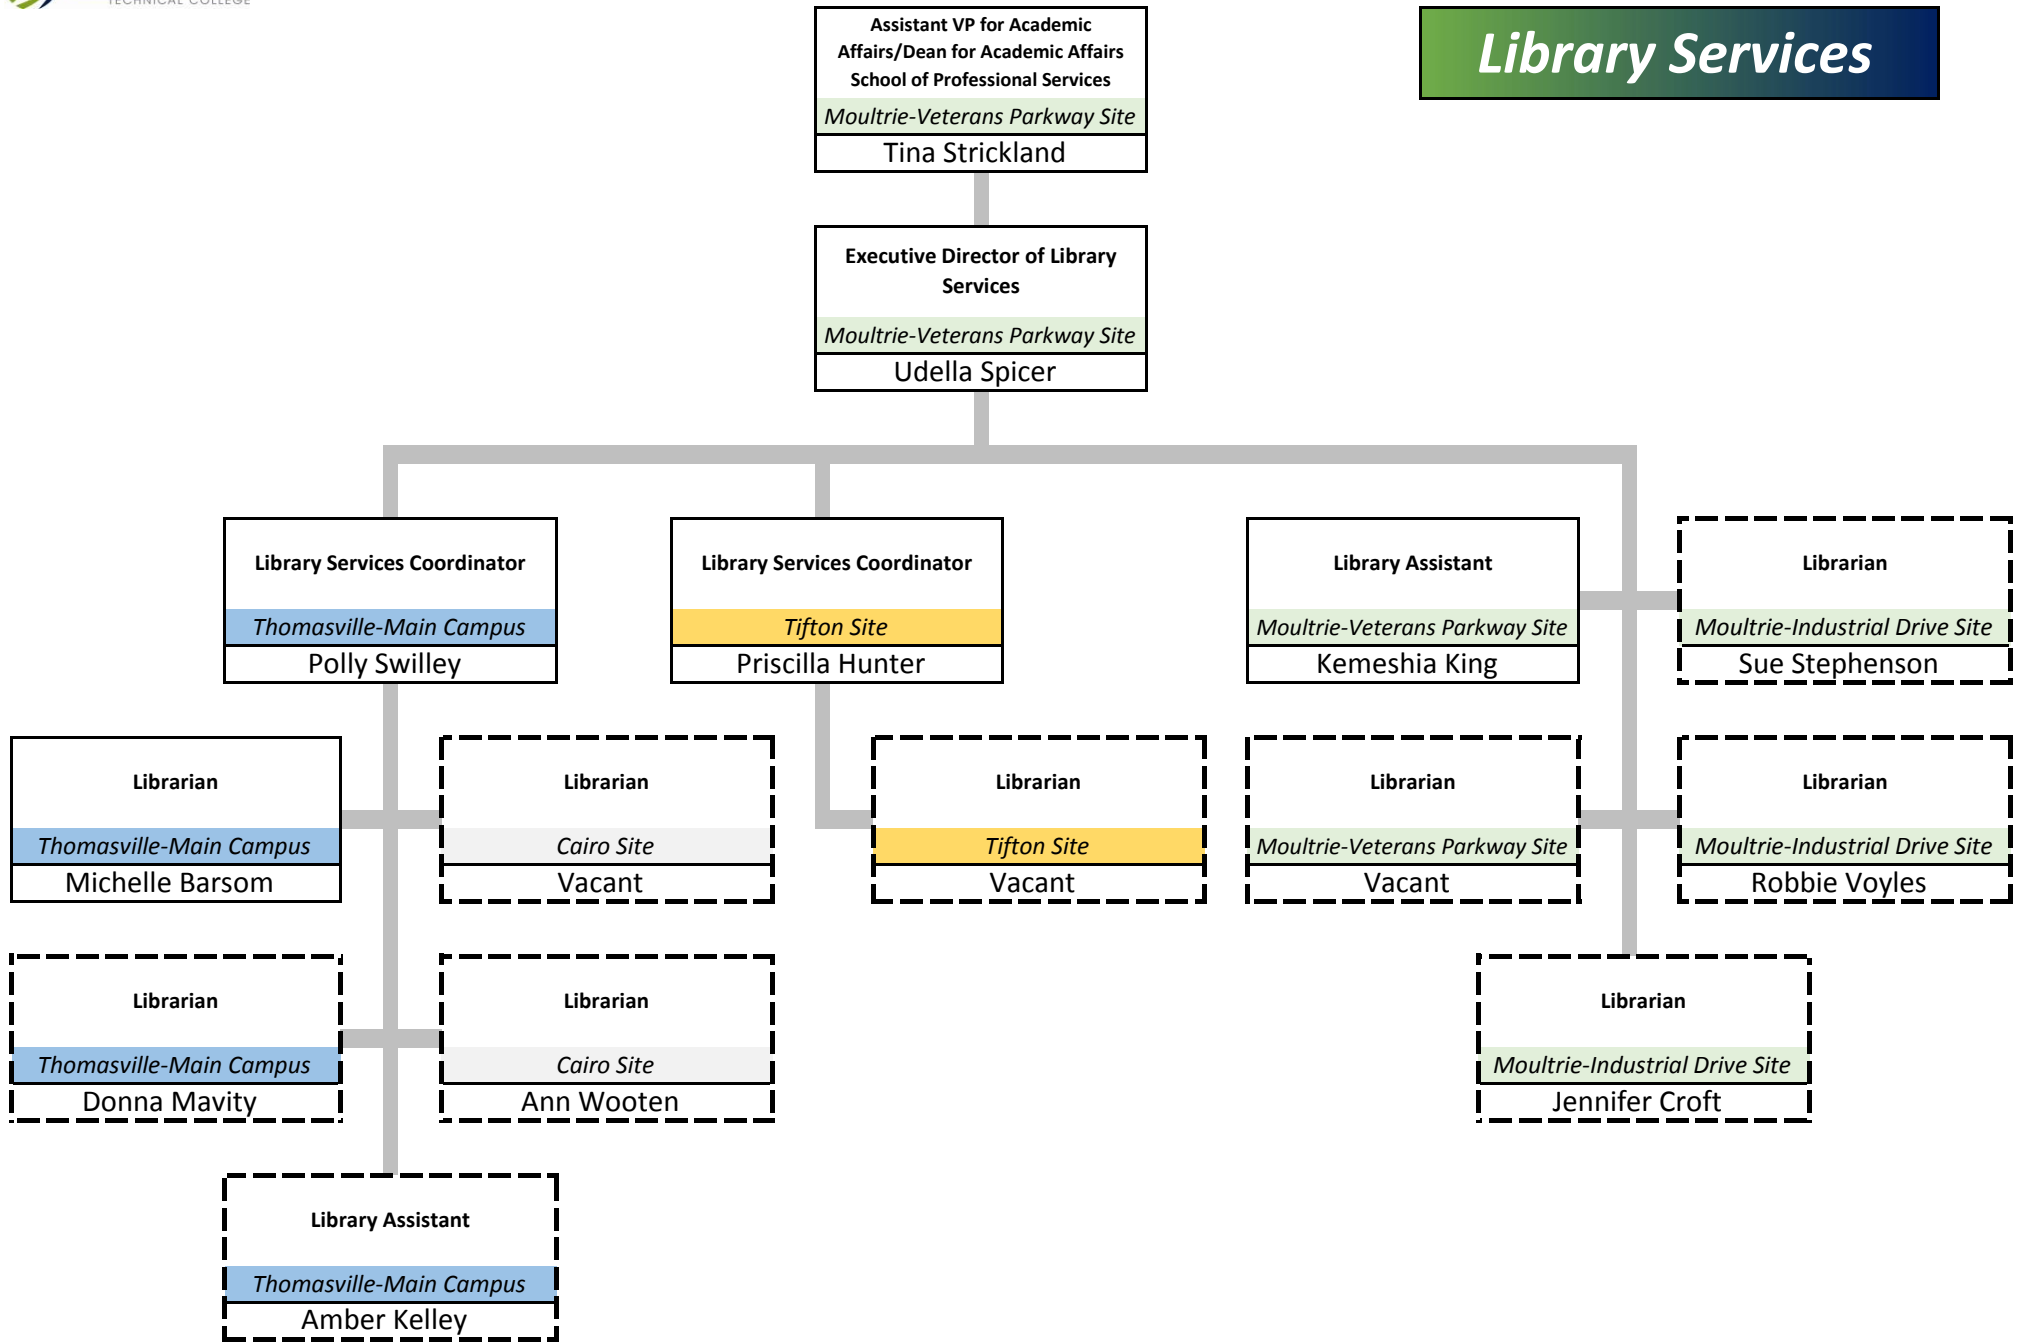 TECHNICAL COLLEGE
Library Services
Assistant VP for Academic
Affairs/Dean for Academic Affairs
School of Professional Services
Moultrie-Veterans Parkway Site
Tina Strickland
Executive Director of Library
Services
Moultrie-Veterans Parkway Site
Udella Spicer
Library Services Coordinator
Thomasville-Main Campus
Polly Swilley
Library Services Coordinator
Tifton Site
Priscilla Hunter
Library Assistant
Moultrie-Veterans Parkway Site
Kemeshia King
Librarian
Moultrie-Industrial Drive Site
Sue Stephenson
Librarian
Thomasville-Main Campus
Michelle Barsom
Librarian
Cairo Site
Vacant
Librarian
Tifton Site
Vacant
Librarian
Moultrie-Veterans Parkway Site
Vacant
Librarian
Moultrie-Industrial Drive Site
Robbie Voyles
Librarian
Thomasville-Main Campus
Donna Mavity
Librarian
Cairo Site
Ann Wooten
Librarian
Moultrie-Industrial Drive Site
Jennifer Croft
Library Assistant
Thomasville-Main Campus
Amber Kelley